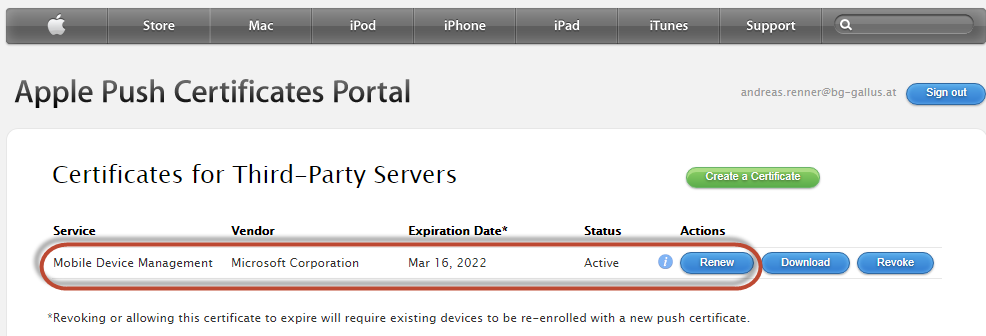 Store Mac iPod iPhone iPad iTunes Support
Apple Push Certificates Portal
andreas.renner@bg-gallus.at Sign out
Certificates for Third-Party Servers
Create a Certificate
Service Vendor Expiration Date* Status Actions
Mobile Device Management Microsoft Corporation Mar 16, 2022 Active i Renew Download Revoke
*Revoking or allowing this certificate to expire will require existing devices to be re-enrolled with a new push certificate.